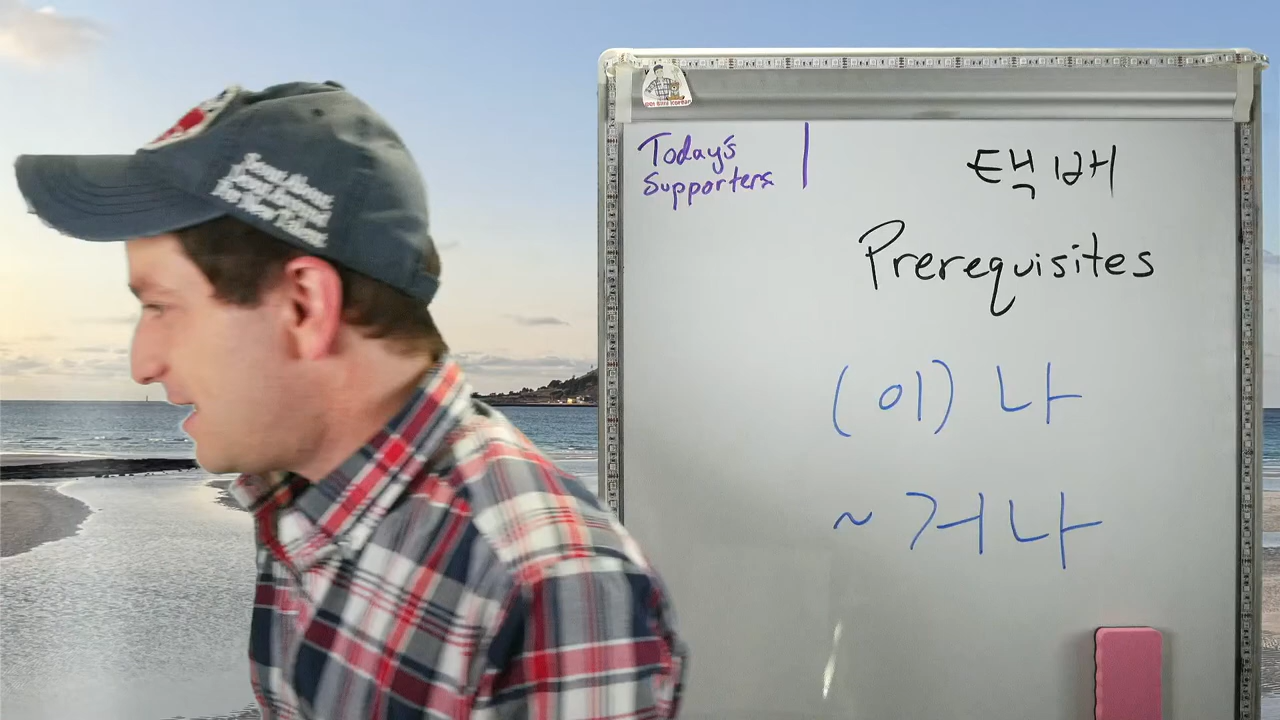 Today's
Supporters
택배
Prerequisites
(이) 나
~ 거나